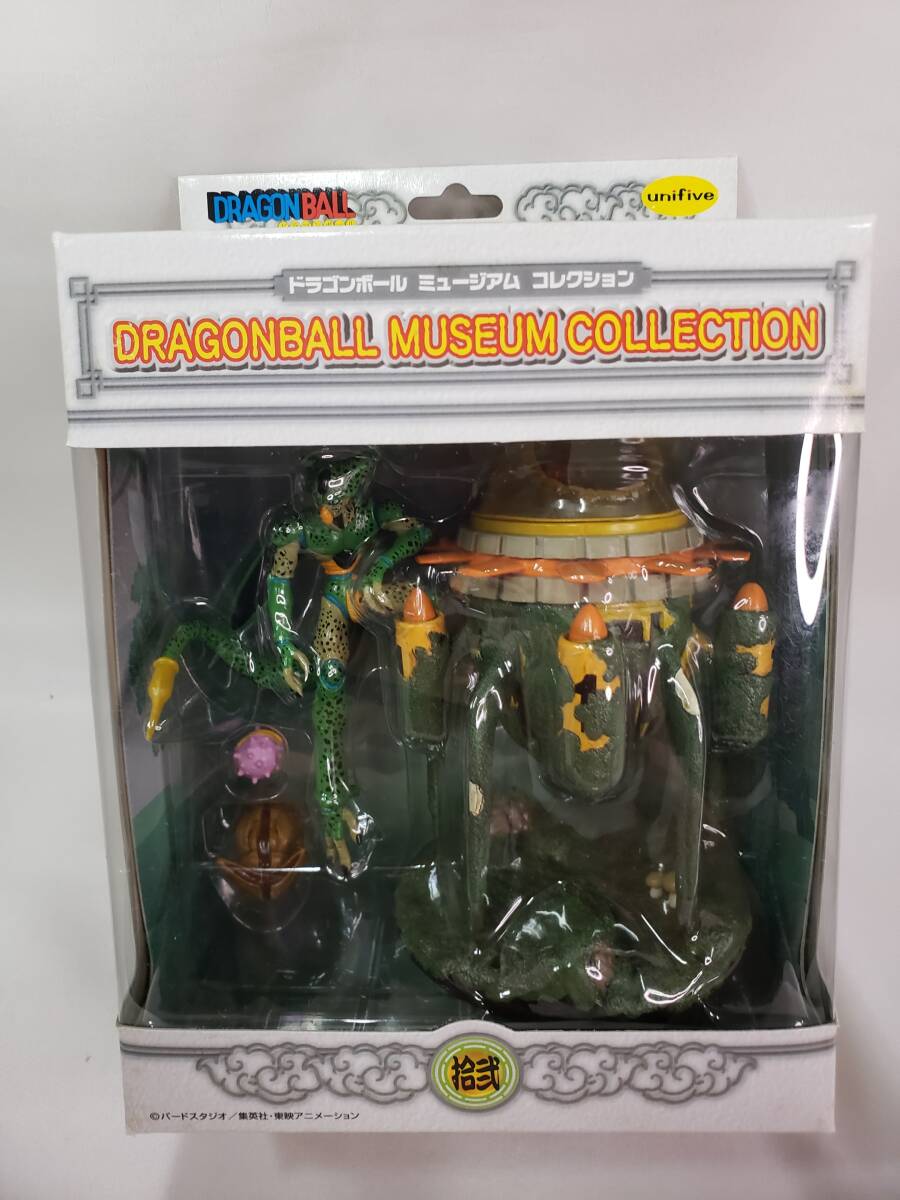 DRAGONBALL
unifive
ドラゴンボール ミュージアム コレクション
DRAGONBALL MUSEUM COLLECTION
拾弐
©バードスタジオ／集英社・東映アニメーション